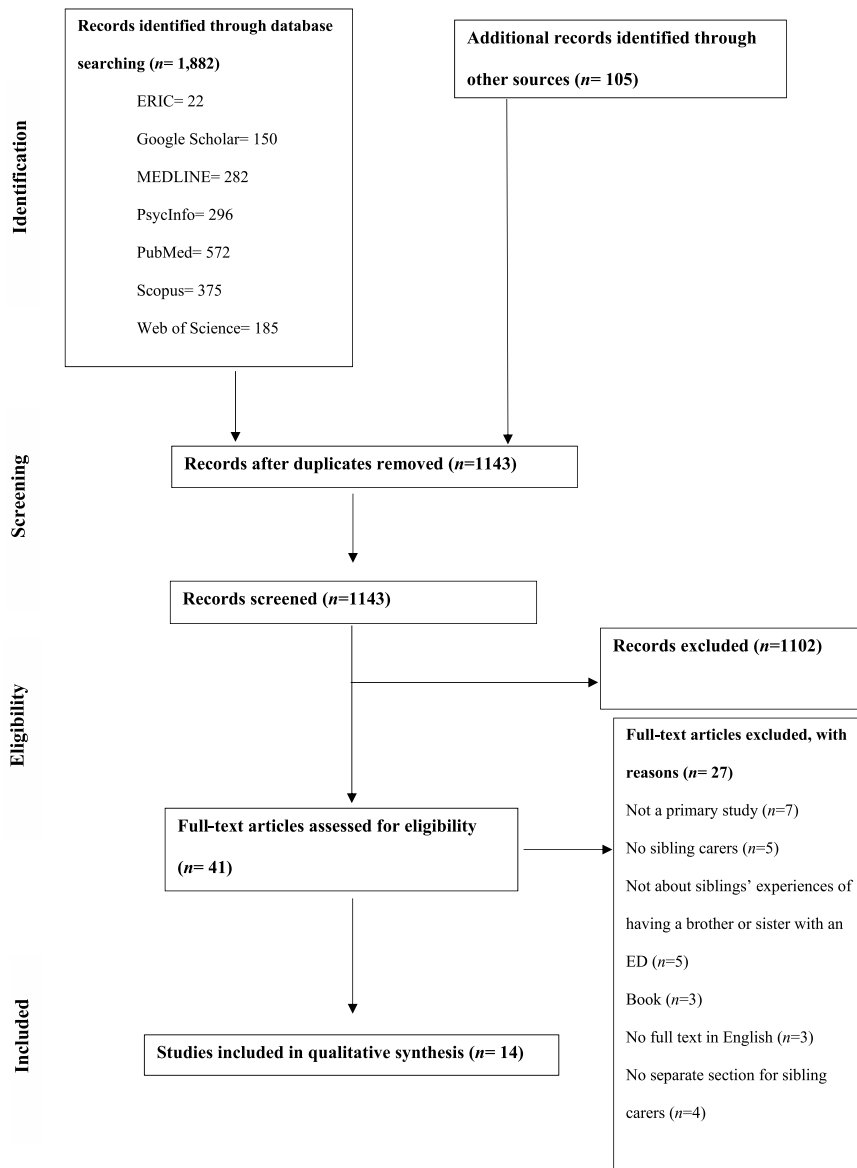 Records identified through database
searching (n= 1,882)
ERIC= 22
Google Scholar= 150
MEDLINE= 282
PsycInfo= 296
PubMed= 572
Scopus= 375
Web of Science= 185
Additional records identified through
other sources (n= 105)
Identification
Records after duplicates removed (n=1143)
Screening
Records screened (n=1143)
Records excluded (n=1102)
Eligibility
Full-text articles assessed for eligibility
(n= 41)
Full-text articles excluded, with
reasons (n= 27)
Not a primary study (n=7)
No sibling carers (n=5)
Not about siblings’ experiences of
having a brother or sister with an
ED (n=5)
Book (n=3)
No full text in English (n=3)
No separate section for sibling
carers (n=4)
Included
Studies included in qualitative synthesis (n= 14)